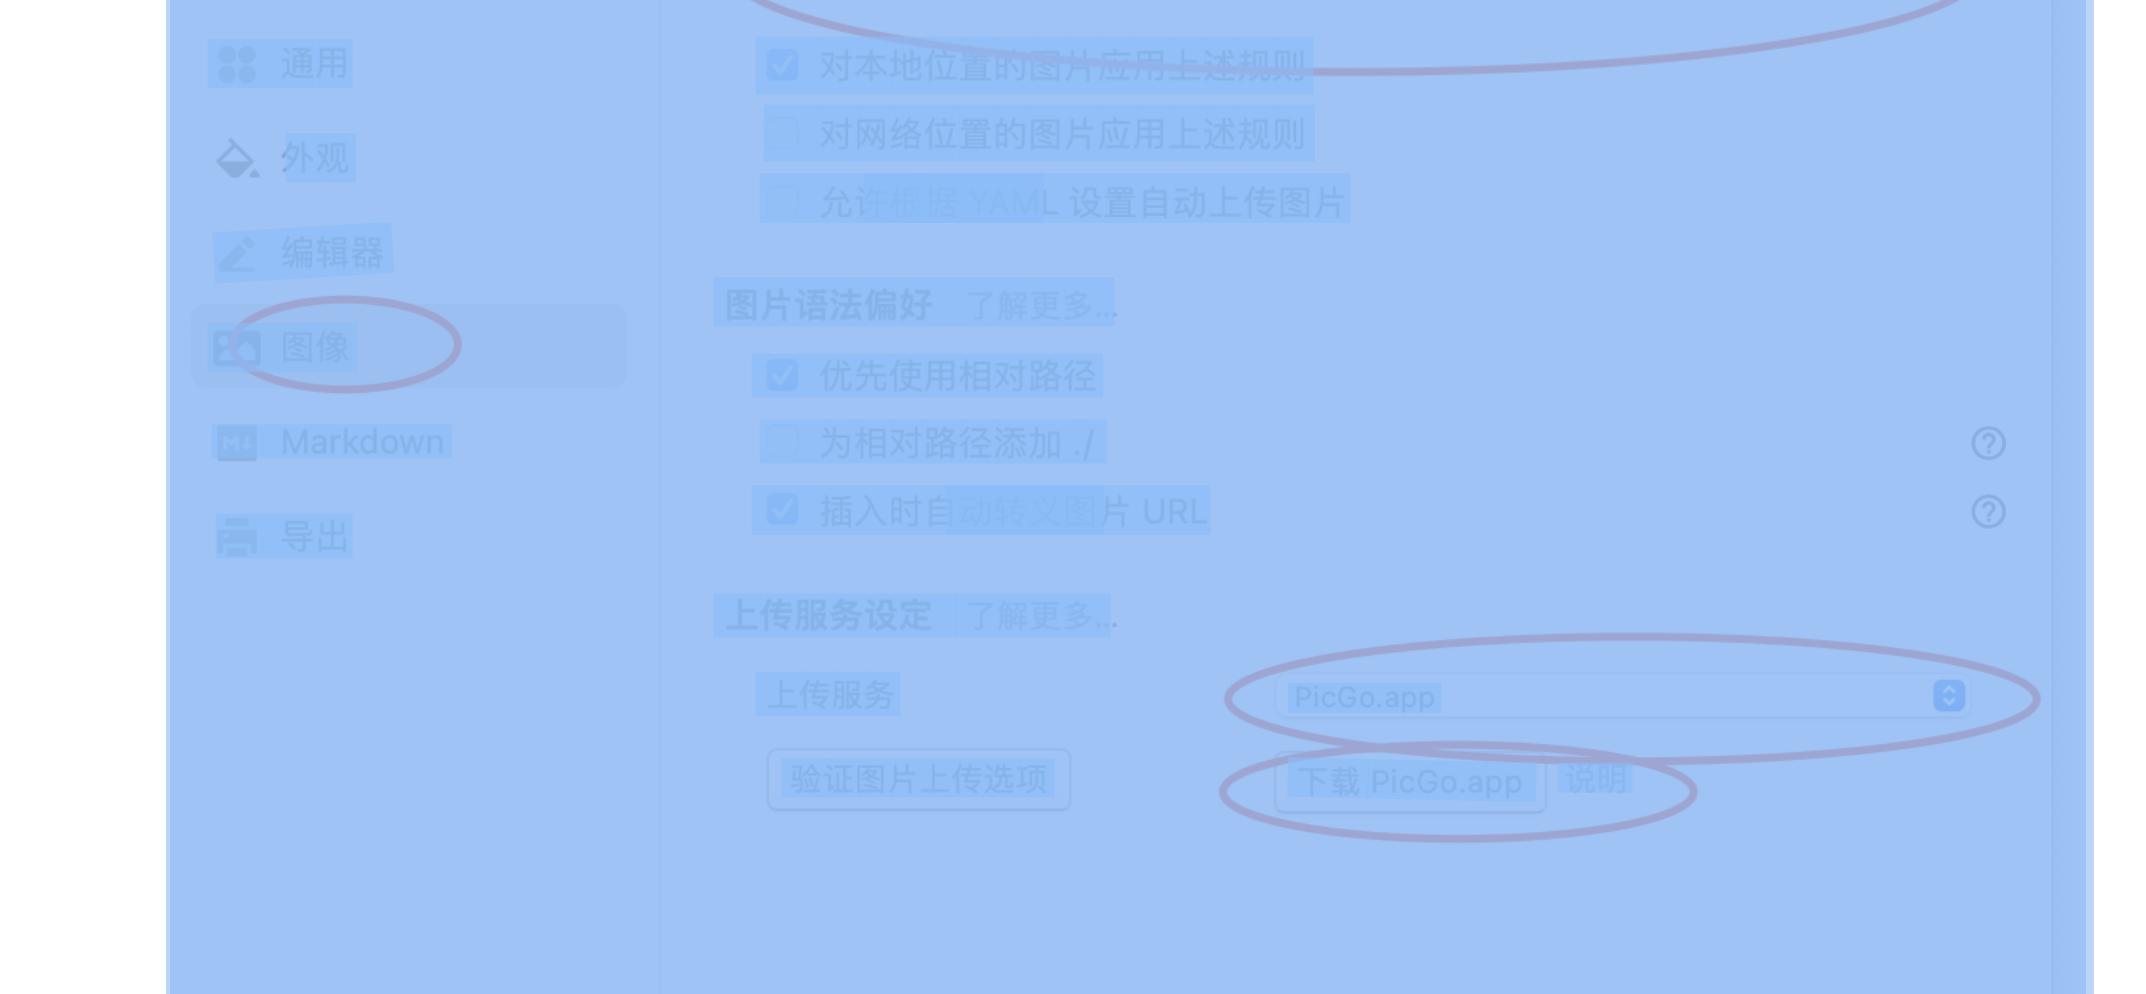 通用
外观
编辑器
图像
Markdown
导出
对本地位置的图片应用上述规则
对网络位置的图片应用上述规则
允许根据 YAML 设置自动上传图片
图片语法偏好 了解更多...
优先使用相对路径
为相对路径添加 ./
插入时自动转义图片 URL
上传服务设定 了解更多...
上传服务 PicGo.app
验证图片上传选项 下载 PicGo.app 说明